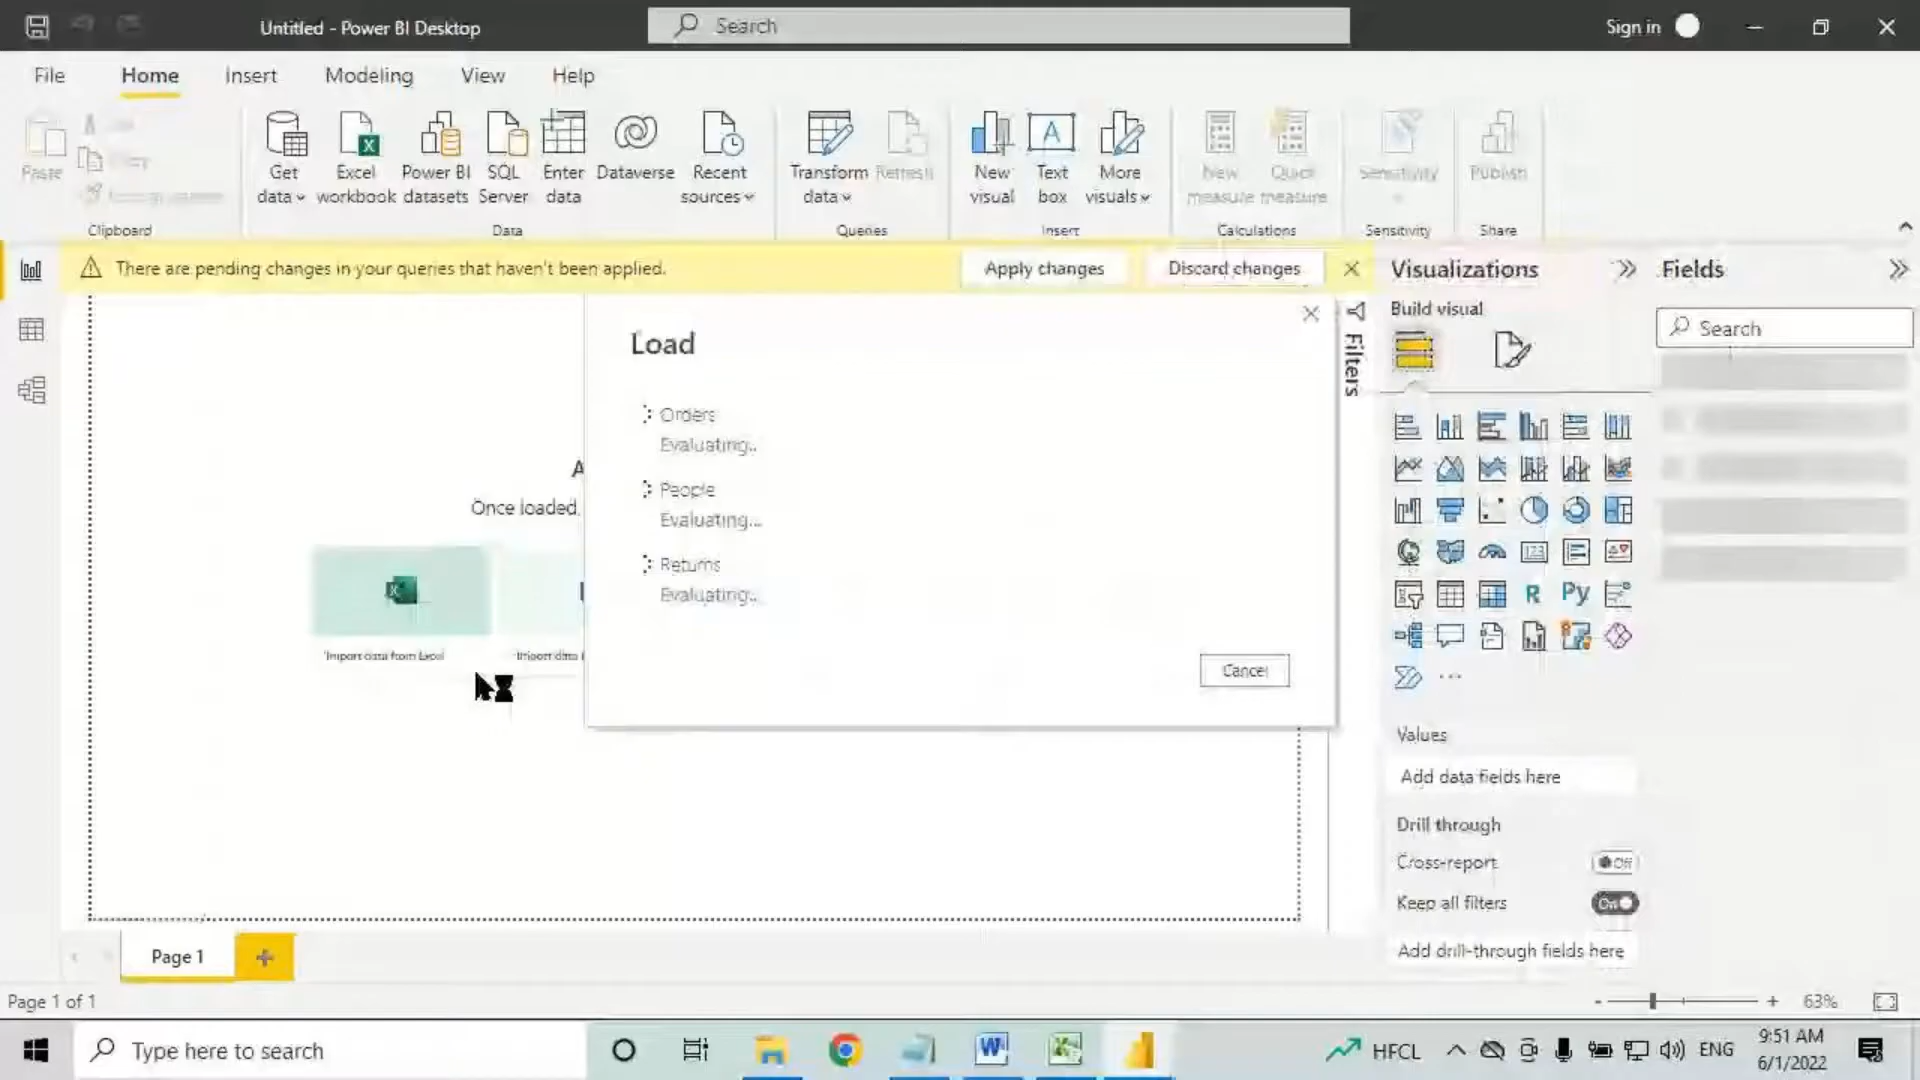 Untitled - Power BI Desktop
Search
Sign in
File
Home
Insert
Modeling
View
Help
Paste
Clipboard
Get data
Excel workbook
Power BI datasets
SQL Server
Enter data
Dataverse
Recent sources
Data
Transform data
Refresh
Queries
New visual
Text box
More visuals
Insert
New measure
Quick measure
Calculations
Sensitivity
Sensitivity
Publish
Share
There are pending changes in your queries that haven't been applied.
Apply changes
Discard changes
Visualizations
Fields
Build visual
Search
Filters
Load
Orders
Evaluating...
People
Evaluating...
Returns
Evaluating...
Cancel
A
Once loaded,
Import data from Excel
Import data
123
R
Py
Values
Add data fields here
Drill through
Cross-report
Off
Keep all filters
On
Add drill-through fields here
Page 1
Page 1 of 1
- + 63%
Type here to search
HFCL
ENG
9:51 AM
6/1/2022